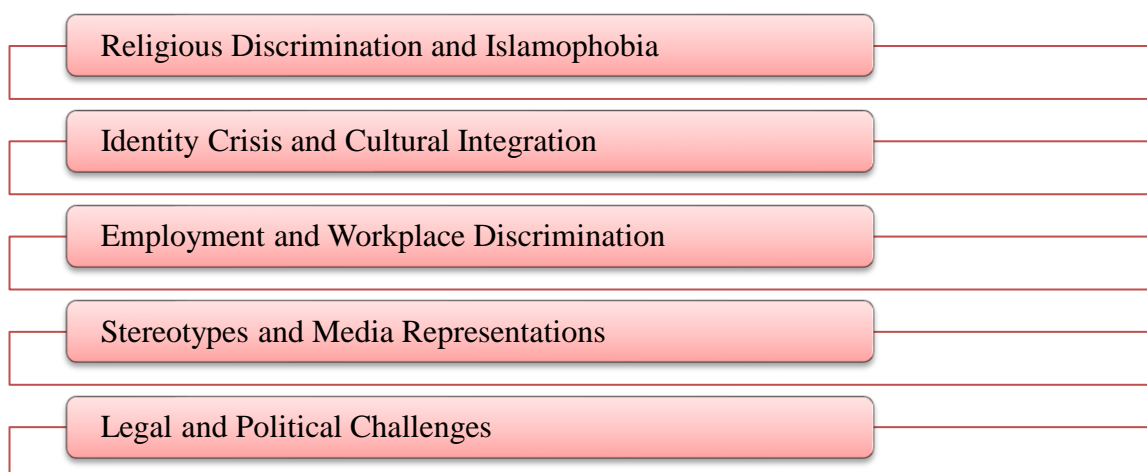 Religious Discrimination and Islamophobia
Identity Crisis and Cultural Integration
Employment and Workplace Discrimination
Stereotypes and Media Representations
Legal and Political Challenges